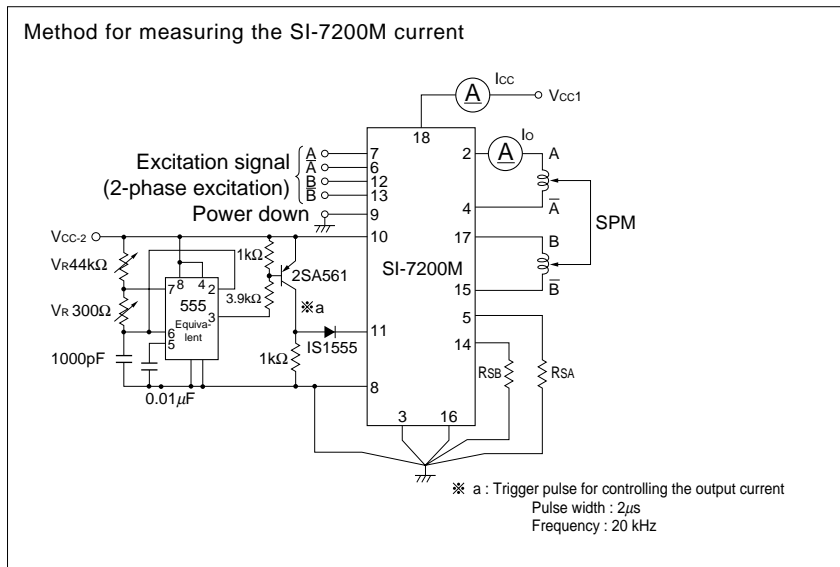 Method for measuring the SI-7200M current
ICC
A
VCC1
18
IO
A
2
A
A̅
4
SPM
17
B
B̅
15
5
14
RSB
RSA
SI-7200M
Excitation signal
(2-phase excitation)
A
7
A̅
6
B
12
B̅
13
Power down
9
VCC-2
10
VR44kΩ
VR 300Ω
1000pF
0.01μF
8
4
7
2
555
Equiva-
lent
3
6
5
1kΩ
3.9kΩ
2SA561
※a
1kΩ
IS1555
11
8
3
16
※ a : Trigger pulse for controlling the output current
Pulse width : 2μs
Frequency : 20 kHz